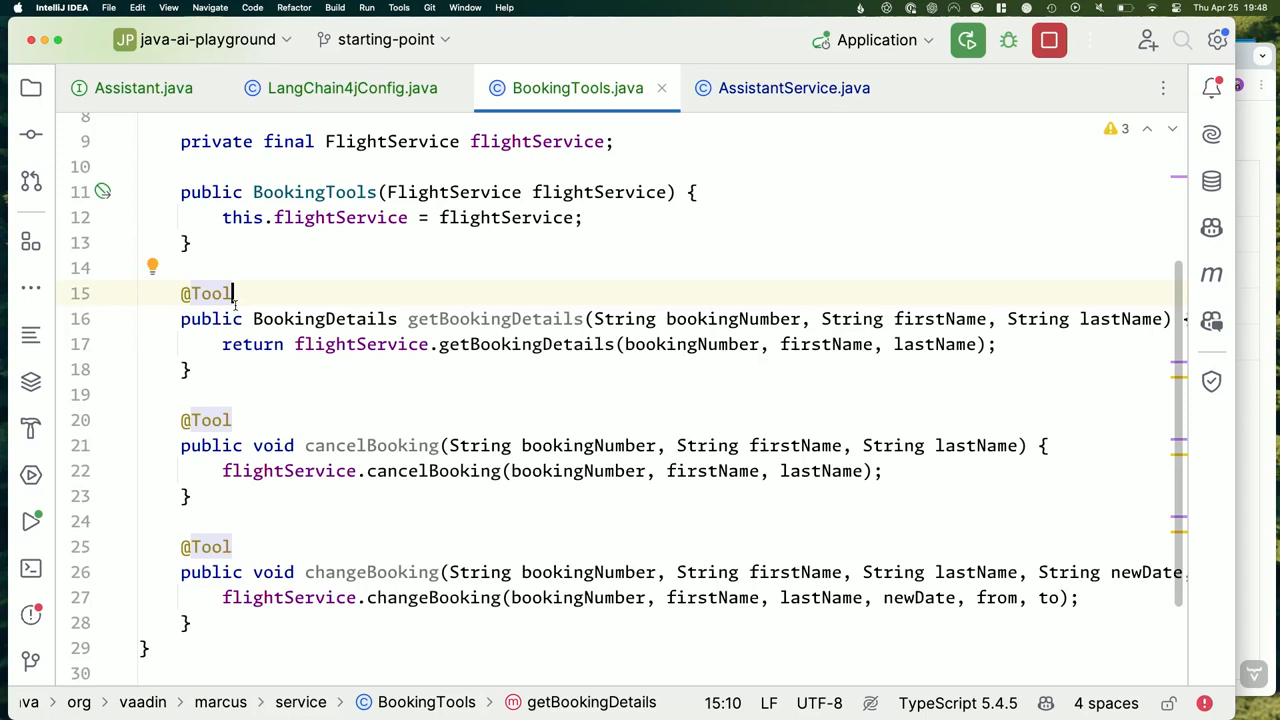 IntelliJ IDEA File Edit View Navigate Code Refactor Build Run Tools Git Window Help Thu Apr 25 19:48
JP java-ai-playground starting-point Application
Assistant.java LangChain4jConfig.java BookingTools.java AssistantService.java
8
9 private final FlightService flightService; 3
10
11 public BookingTools(FlightService flightService) {
12 this.flightService = flightService;
13 }
14
15 @Tool
16 public BookingDetails getBookingDetails(String bookingNumber, String firstName, String lastName) {
17 return flightService.getBookingDetails(bookingNumber, firstName, lastName);
18 }
19
20 @Tool
21 public void cancelBooking(String bookingNumber, String firstName, String lastName) {
22 flightService.cancelBooking(bookingNumber, firstName, lastName);
23 }
24
25 @Tool
26 public void changeBooking(String bookingNumber, String firstName, String lastName, String newDate,
27 flightService.changeBooking(bookingNumber, firstName, lastName, newDate, from, to);
28 }
29 }
30
ava org vaadin marcus service BookingTools getBookingDetails 15:10 LF UTF-8 TypeScript 5.4.5 4 spaces